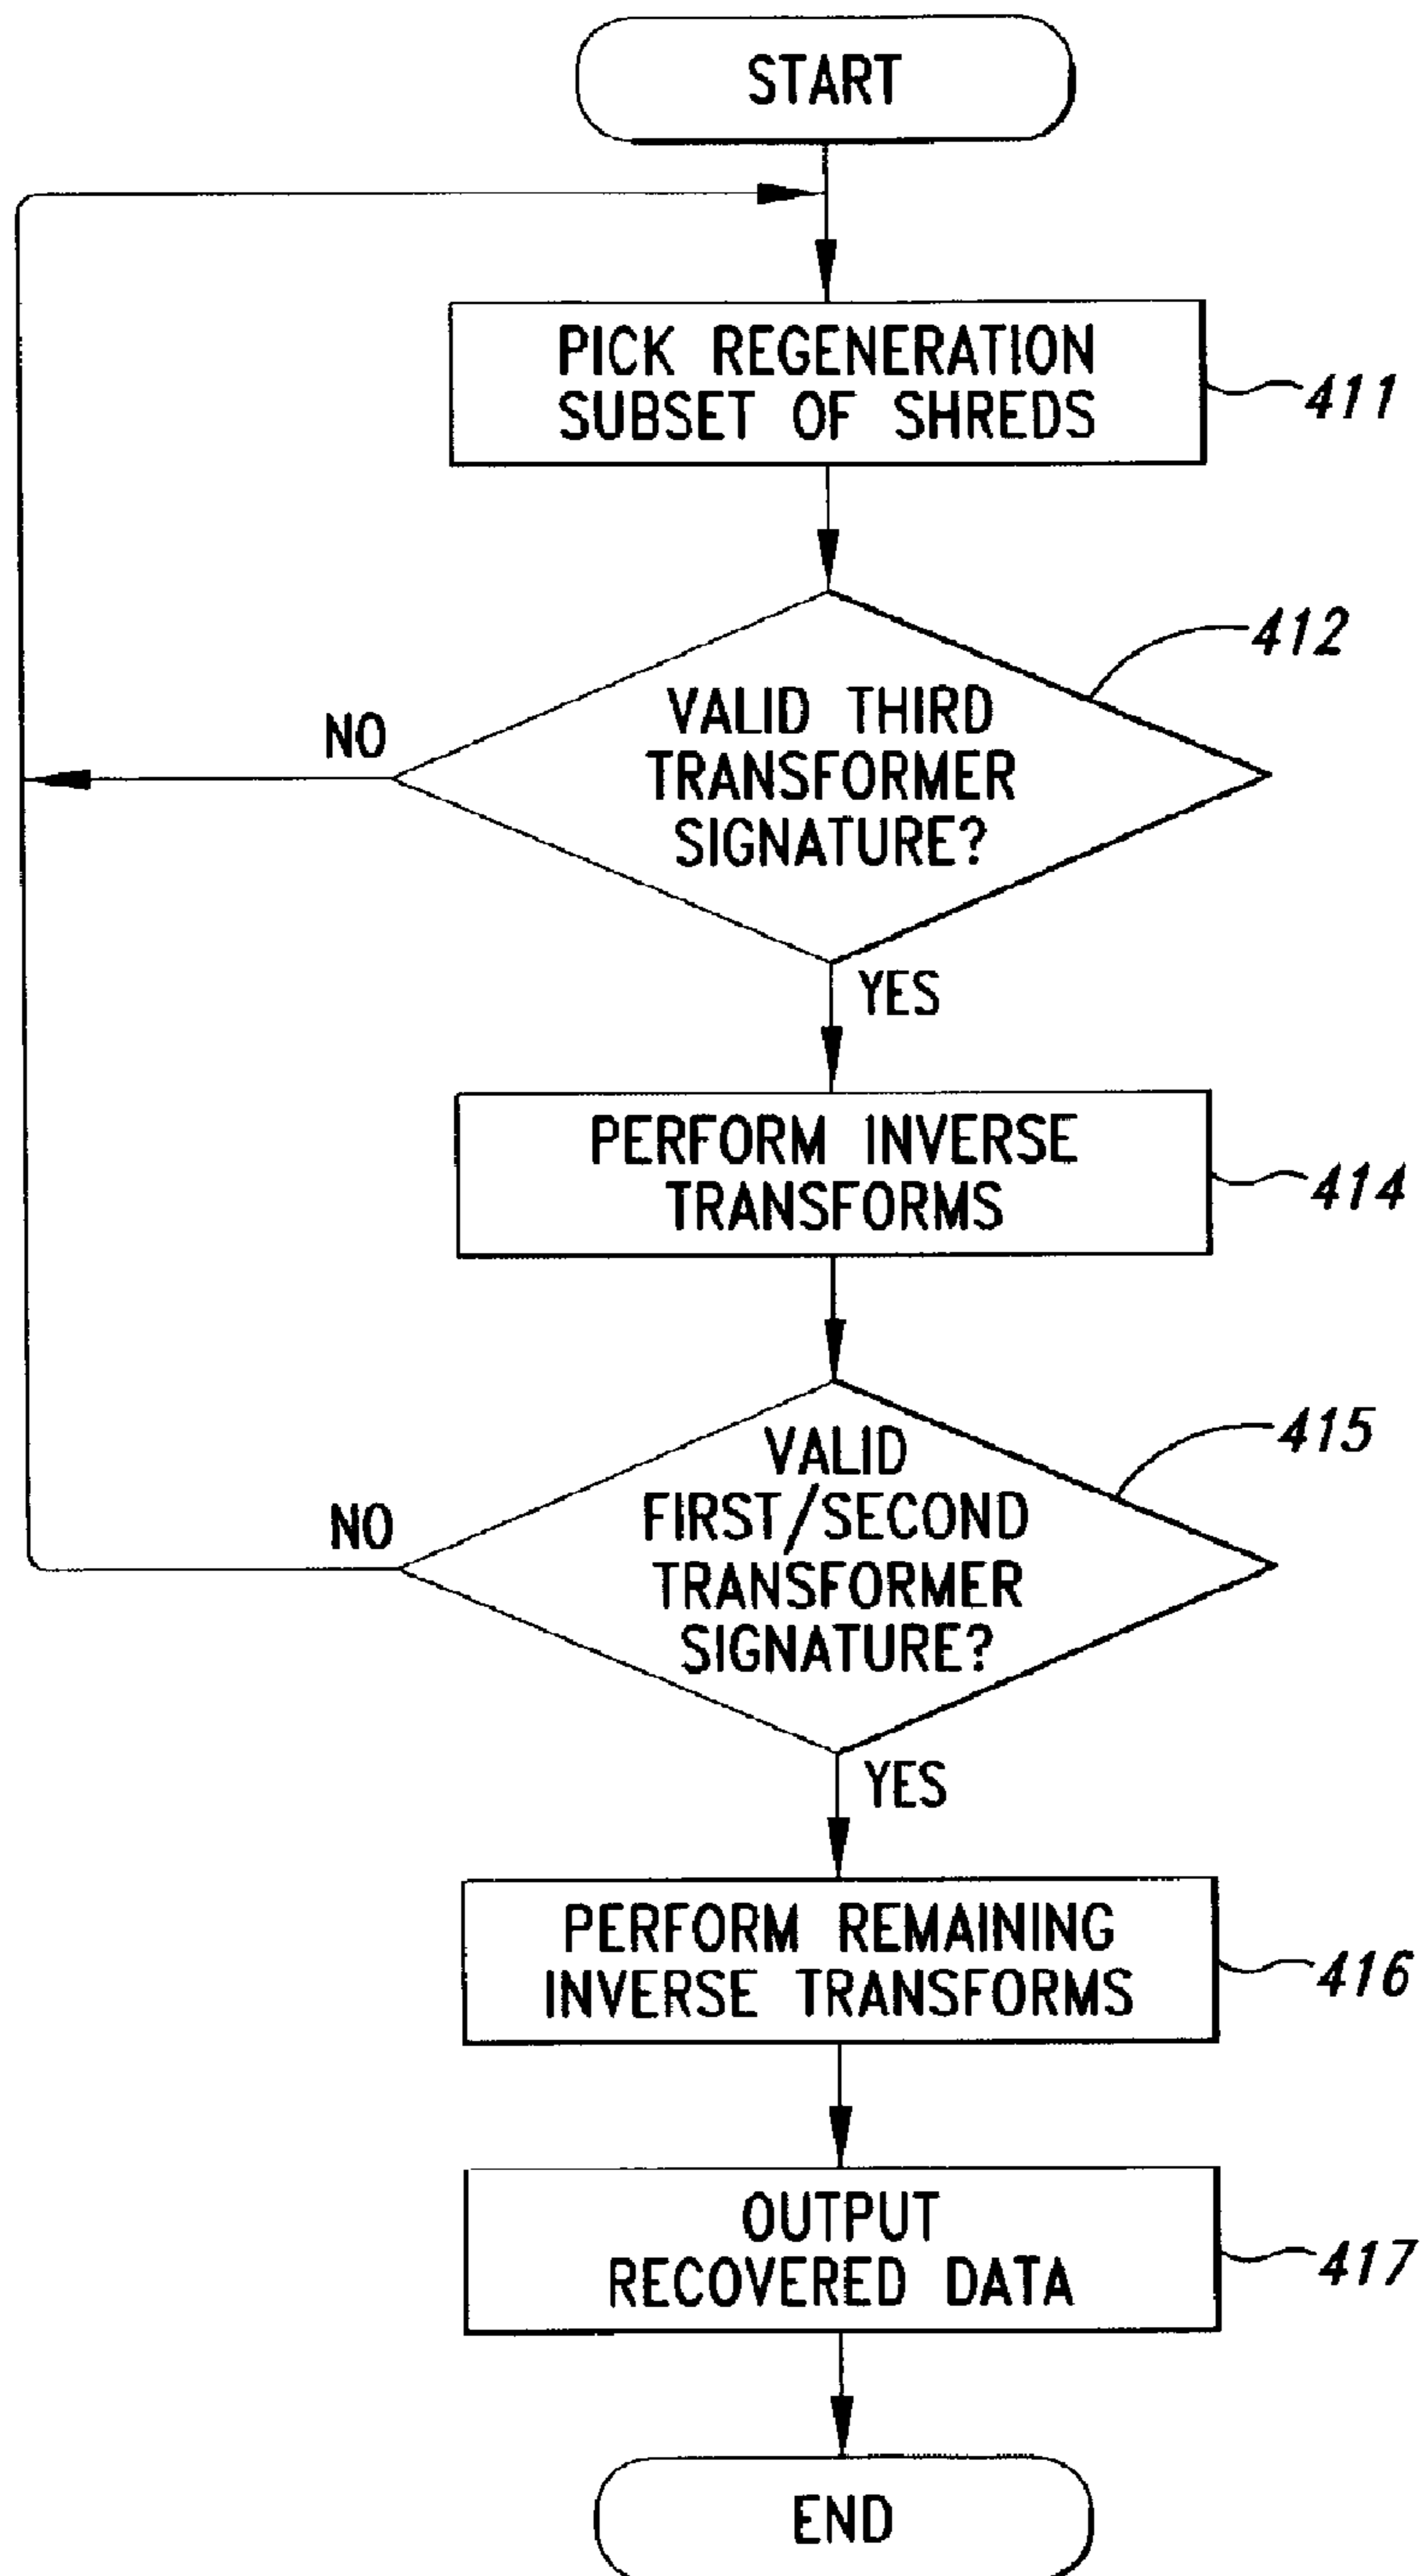 START
PICK REGENERATION
SUBSET OF SHREDS
411
412
VALID THIRD
TRANSFORMER
SIGNATURE?
NO
YES
PERFORM INVERSE
TRANSFORMS
414
415
VALID
FIRST/SECOND
TRANSFORMER
SIGNATURE?
NO
YES
PERFORM REMAINING
INVERSE TRANSFORMS
416
OUTPUT
RECOVERED DATA
417
END